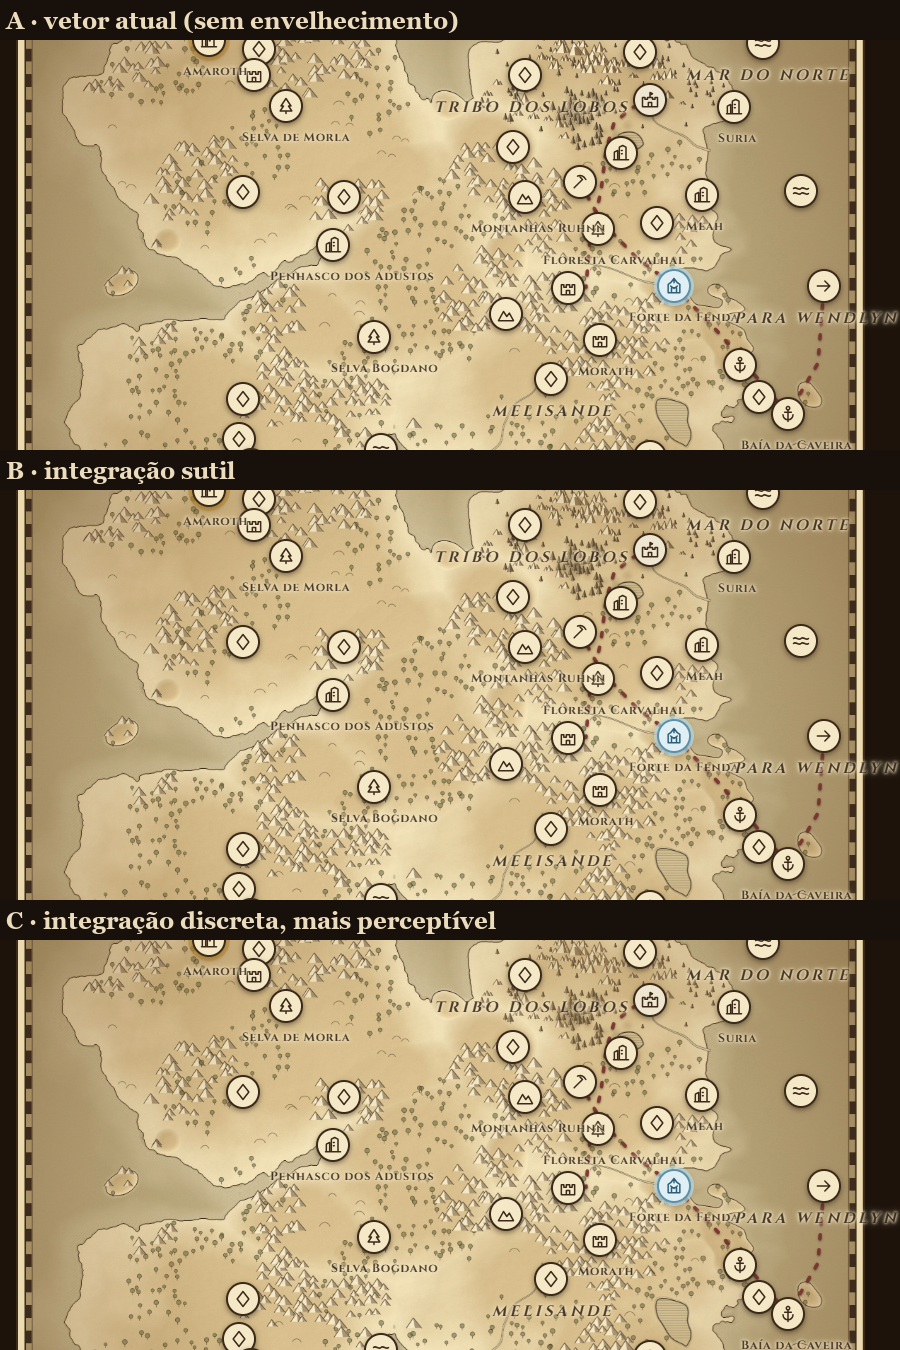 A · vetor atual (sem envelhecimento)
AMAROTH
MAR DO NORTE
TRIBO DOS LOBOS
SELVA DE MORLA
SURIA
MONTANHAS RUHNN
MEAH
FLORESTA CARVALHAL
PENHASCO DOS ADUSTOS
FORTE DA FENDA
PARA WENDLYN
SELVA BOGDANO
MORATH
MELISANDE
BAÍA DA CAVEIRA
B · integração sutil
AMAROTH
MAR DO NORTE
TRIBO DOS LOBOS
SELVA DE MORLA
SURIA
MONTANHAS RUHNN
MEAH
FLORESTA CARVALHAL
PENHASCO DOS ADUSTOS
FORTE DA FENDA
PARA WENDLYN
SELVA BOGDANO
MORATH
MELISANDE
BAÍA DA CAVEIRA
C · integração discreta, mais perceptível
AMAROTH
MAR DO NORTE
TRIBO DOS LOBOS
SELVA DE MORLA
SURIA
MONTANHAS RUHNN
MEAH
FLORESTA CARVALHAL
PENHASCO DOS ADUSTOS
FORTE DA FENDA
PARA WENDLYN
SELVA BOGDANO
MORATH
MELISANDE
BAÍA DA CAVEIRA